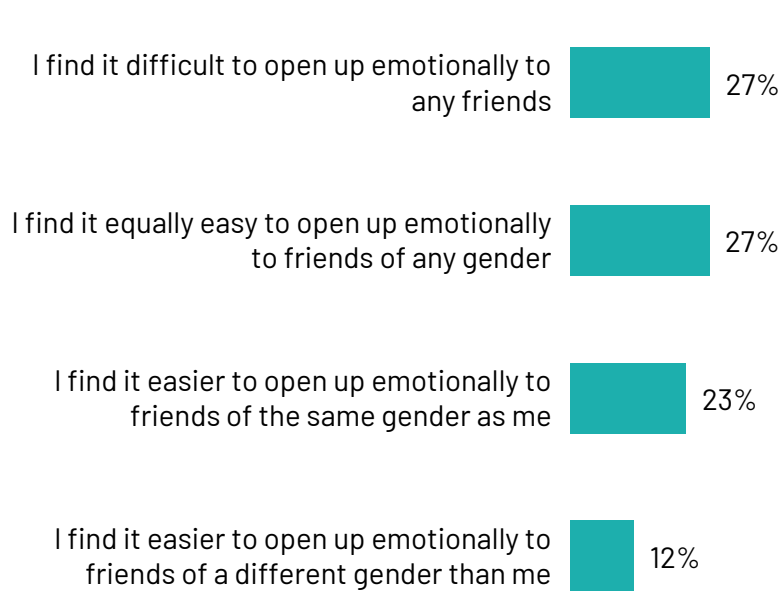 I find it difficult to open up emotionally to
any friends
27%
I find it equally easy to open up emotionally
to friends of any gender
27%
I find it easier to open up emotionally to
friends of the same gender as me
23%
I find it easier to open up emotionally to
friends of a different gender than me
12%